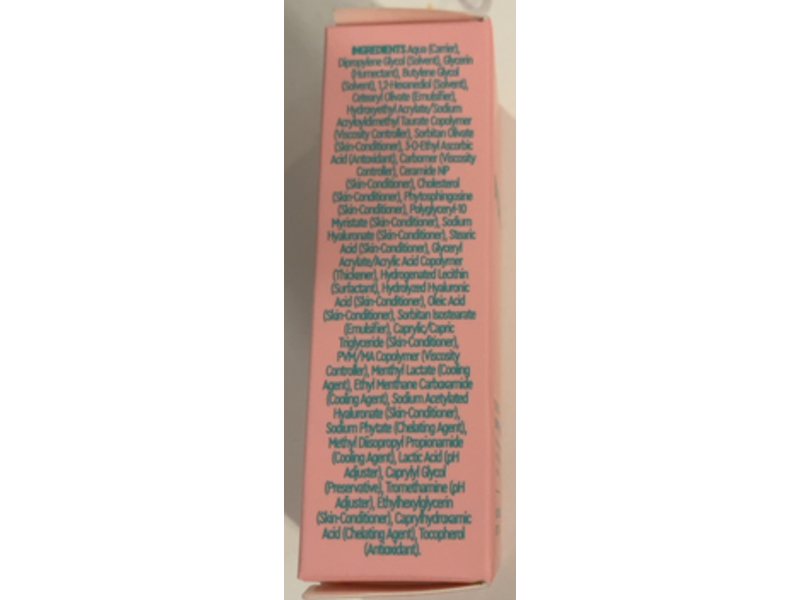 INGREDIENTS Aqua (Carrier),
Dipropylene Glycol (Solvent), Glycerin
(Humectant), Butylene Glycol
(Solvent), 1,2-Hexanediol (Solvent),
Cetearyl Olivate (Emulsifier),
Hydroxyethyl Acrylate/Sodium
Acryloyldimethyl Taurate Copolymer
(Viscosity Controller), Sorbitan Olivate
(Skin-Conditioner), 3-O-Ethyl Ascorbic
Acid (Antioxidant), Carbomer (Viscosity
Controller), Ceramide NP
(Skin-Conditioner), Cholesterol
(Skin-Conditioner), Phytosphingosine
(Skin-Conditioner), Polyglyceryl-10
Myristate (Skin-Conditioner), Sodium
Hyaluronate (Skin-Conditioner), Stearic
Acid (Skin-Conditioner), Glyceryl
Acrylate/Acrylic Acid Copolymer
(Thickener), Hydrogenated Lecithin
(Surfactant), Hydrolyzed Hyaluronic
Acid (Skin-Conditioner), Oleic Acid
(Skin-Conditioner), Sorbitan Isostearate
(Emulsifier), Caprylic/Capric
Triglyceride (Skin-Conditioner),
PVM/MA Copolymer (Viscosity
Controller), Menthyl Lactate (Cooling
Agent), Ethyl Menthane Carboxamide
(Cooling Agent), Sodium Acetylated
Hyaluronate (Skin-Conditioner),
Sodium Phytate (Chelating Agent),
Methyl Diisopropyl Propionamide
(Cooling Agent), Lactic Acid (pH
Adjuster), Caprylyl Glycol
(Preservative), Tromethamine (pH
Adjuster), Ethylhexylglycerin
(Skin-Conditioner), Caprylhydroxamic
Acid (Chelating Agent), Tocopherol
(Antioxidant).